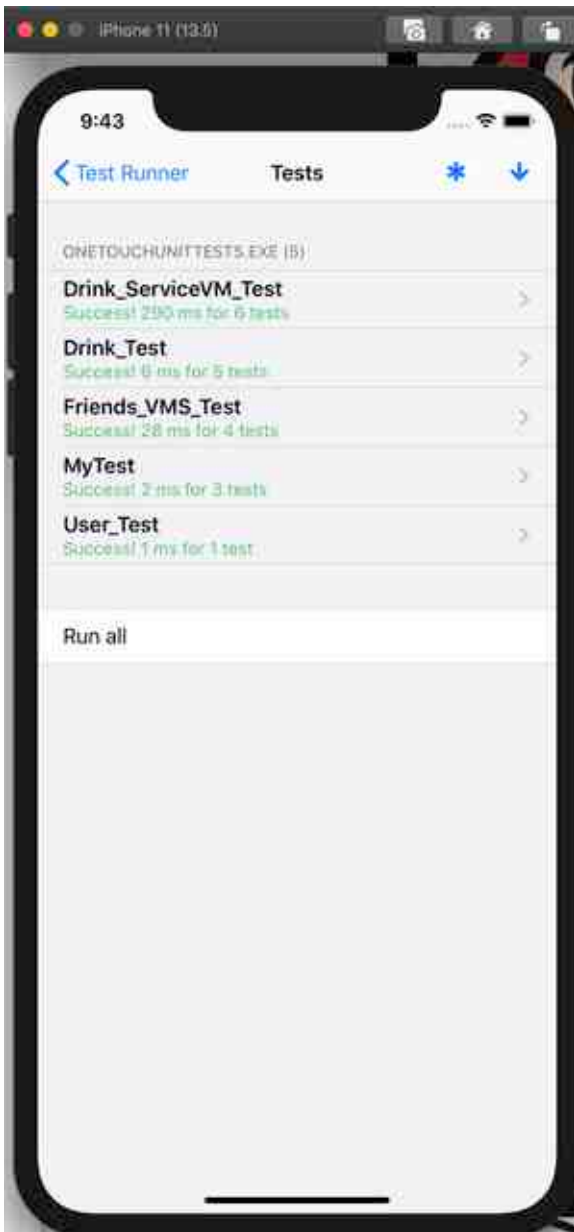 iPhone 11 (13.5)
9:43
Test Runner
Tests
ONETOUCHUNITTESTS.EXE (5)
Drink_ServiceVM_Test
Success! 290 ms for 6 tests
Drink_Test
Success! 6 ms for 5 tests
Friends_VMS_Test
Success! 28 ms for 4 tests
MyTest
Success! 2 ms for 3 tests
User_Test
Success! 1 ms for 1 test
Run all